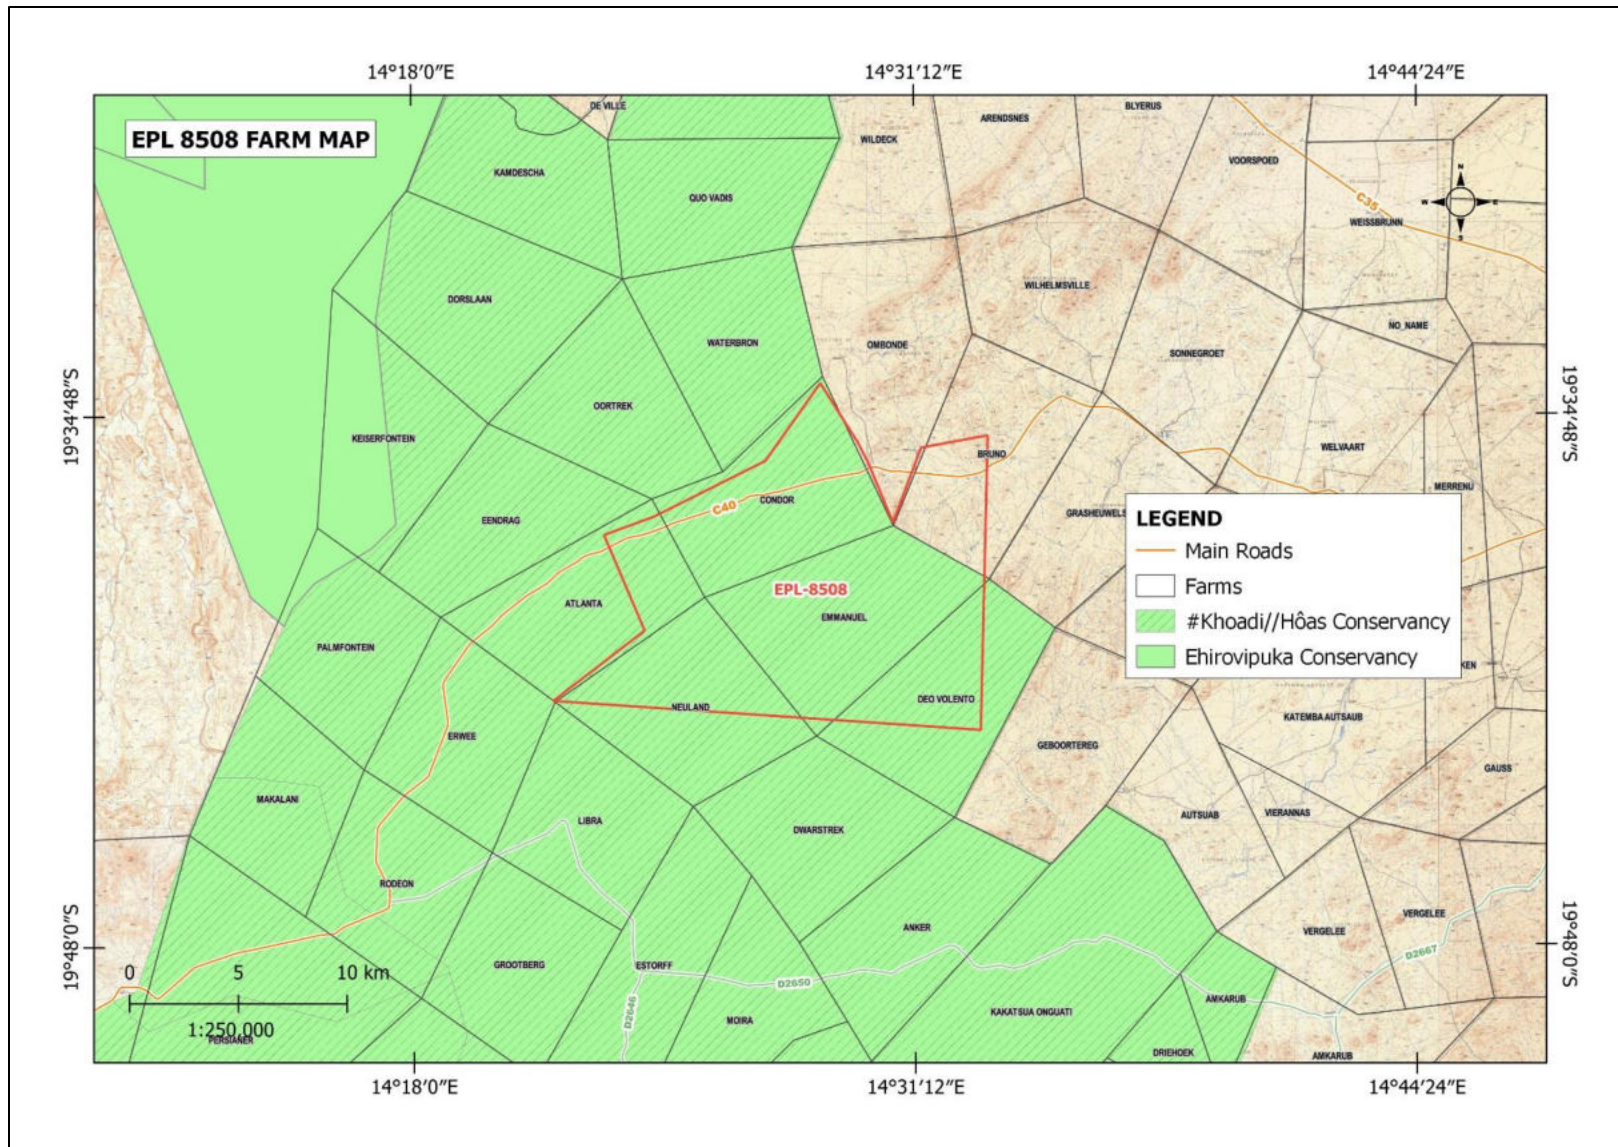 14°18′0″E
14°31′12″E
14°44′24″E
EPL 8508 FARM MAP
DE VILLE
WILDECK
ARENDSNES
BLYERUS
VOORSPOED
KAMDESCHA
QUO VADIS
N
W
E
S
C35
WEISSBRUNN
DORSLAAN
WILHELMSVILLE
WATERBRON
OMBONDE
SONNEGROET
NO_NAME
19°34′48″S
19°34′48″S
OORTREK
KEISERFONTEIN
BRUNO
WELVAART
MERRENU
EENDRAG
C40
CONDOR
GRASHEUWELS
LEGEND
Main Roads
Farms
#Khoadi//Hôas Conservancy
Ehirovipuka Conservancy
EPL-8508
ATLANTA
EMMANUEL
PALMFONTEIN
KEN
NEULAND
DEO VOLENTO
KATEMBA AUTSAUB
ERWEE
GEBOORTEREG
GAUSS
MAKALANI
LIBRA
DWARSTREK
AUTSUAB
VIERANNAS
RODEON
ANKER
VERGELEE
VERGELEE
19°48′0″S
19°48′0″S
GROOTBERG
ESTORFF
D2650
D2667
0 5 10 km
1:250,000
D2646
MOIRA
KAKATSUA ONGUATI
AMKARUB
PERSIANER
DRIEHOEK
AMKARUB
14°18′0″E
14°31′12″E
14°44′24″E